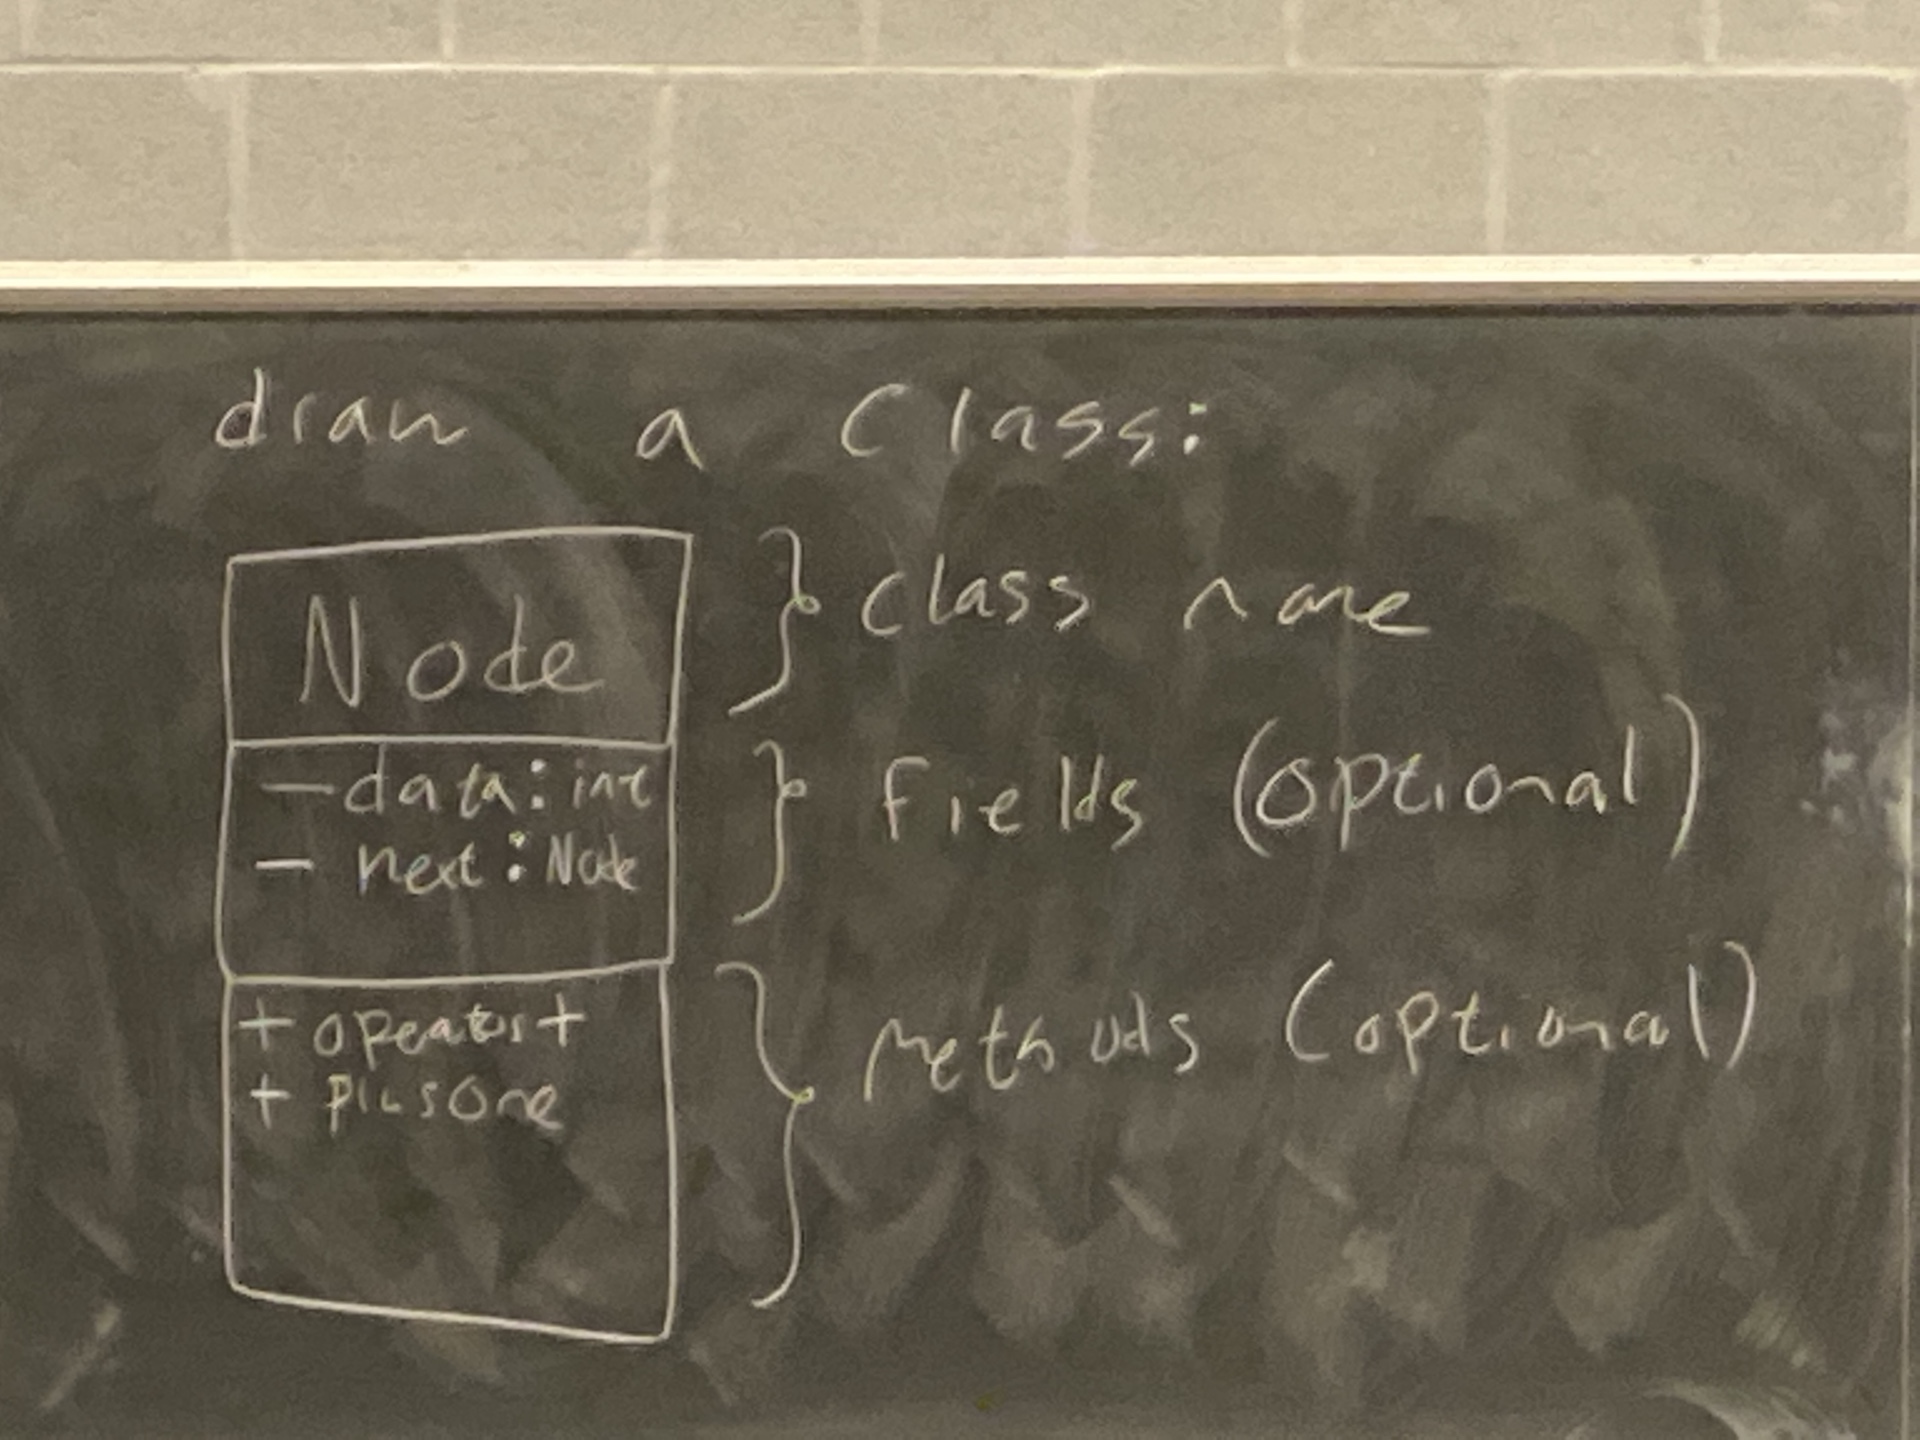 draw a Class:
Node
class name
- data: int
- next: Node
Fields (optional)
+ operator+
+ plusOne
Methods (optional)